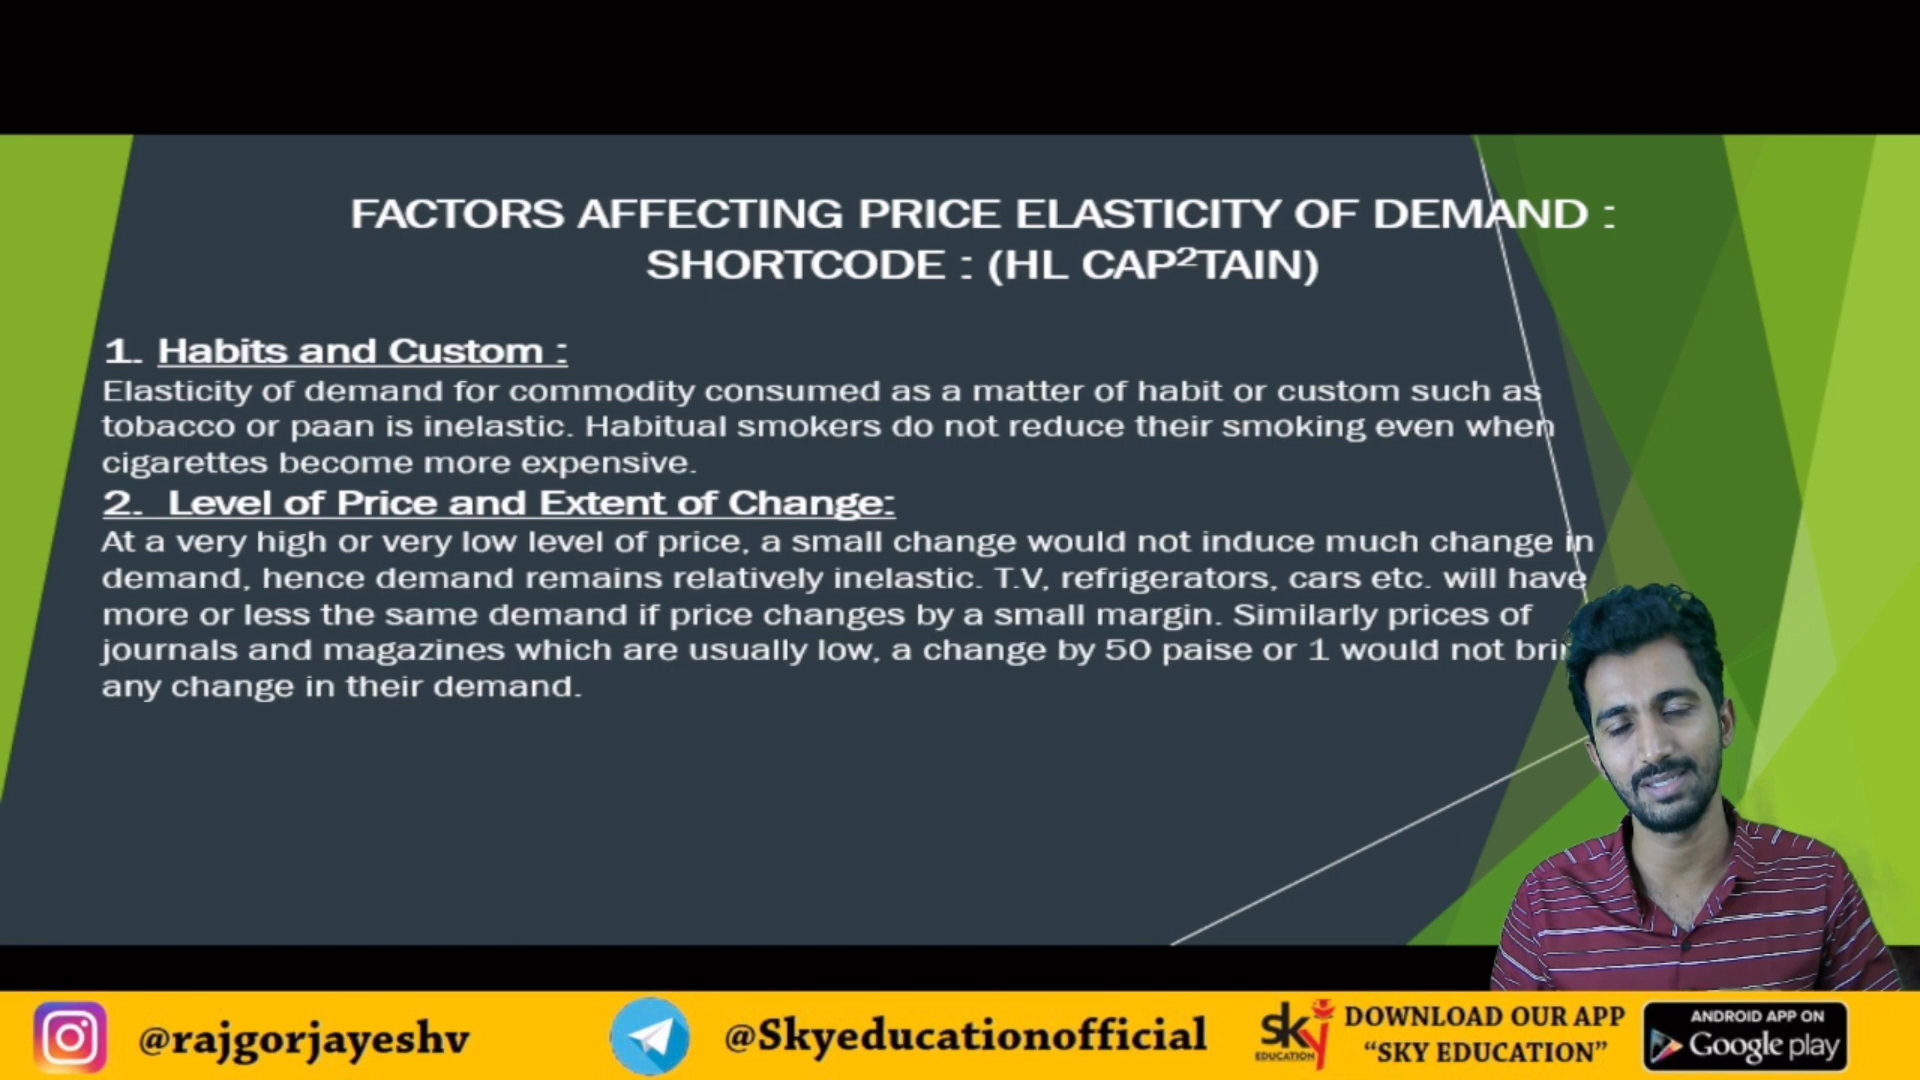 FACTORS AFFECTING PRICE ELASTICITY OF DEMAND :
SHORTCODE : (HL CAP²TAIN)
1. Habits and Custom :
Elasticity of demand for commodity consumed as a matter of habit or custom such as
tobacco or paan is inelastic. Habitual smokers do not reduce their smoking even when
cigarettes become more expensive.
2. Level of Price and Extent of Change:
At a very high or very low level of price, a small change would not induce much change in
demand, hence demand remains relatively inelastic. T.V, refrigerators, cars etc. will have
more or less the same demand if price changes by a small margin. Similarly prices of
journals and magazines which are usually low, a change by 50 paise or 1 would not
any change in their demand.
@rajgorjayeshv
@Skyeducationofficial
sky
EDUCATION
DOWNLOAD OUR APP
“SKY EDUCATION”
ANDROID APP ON
Google play